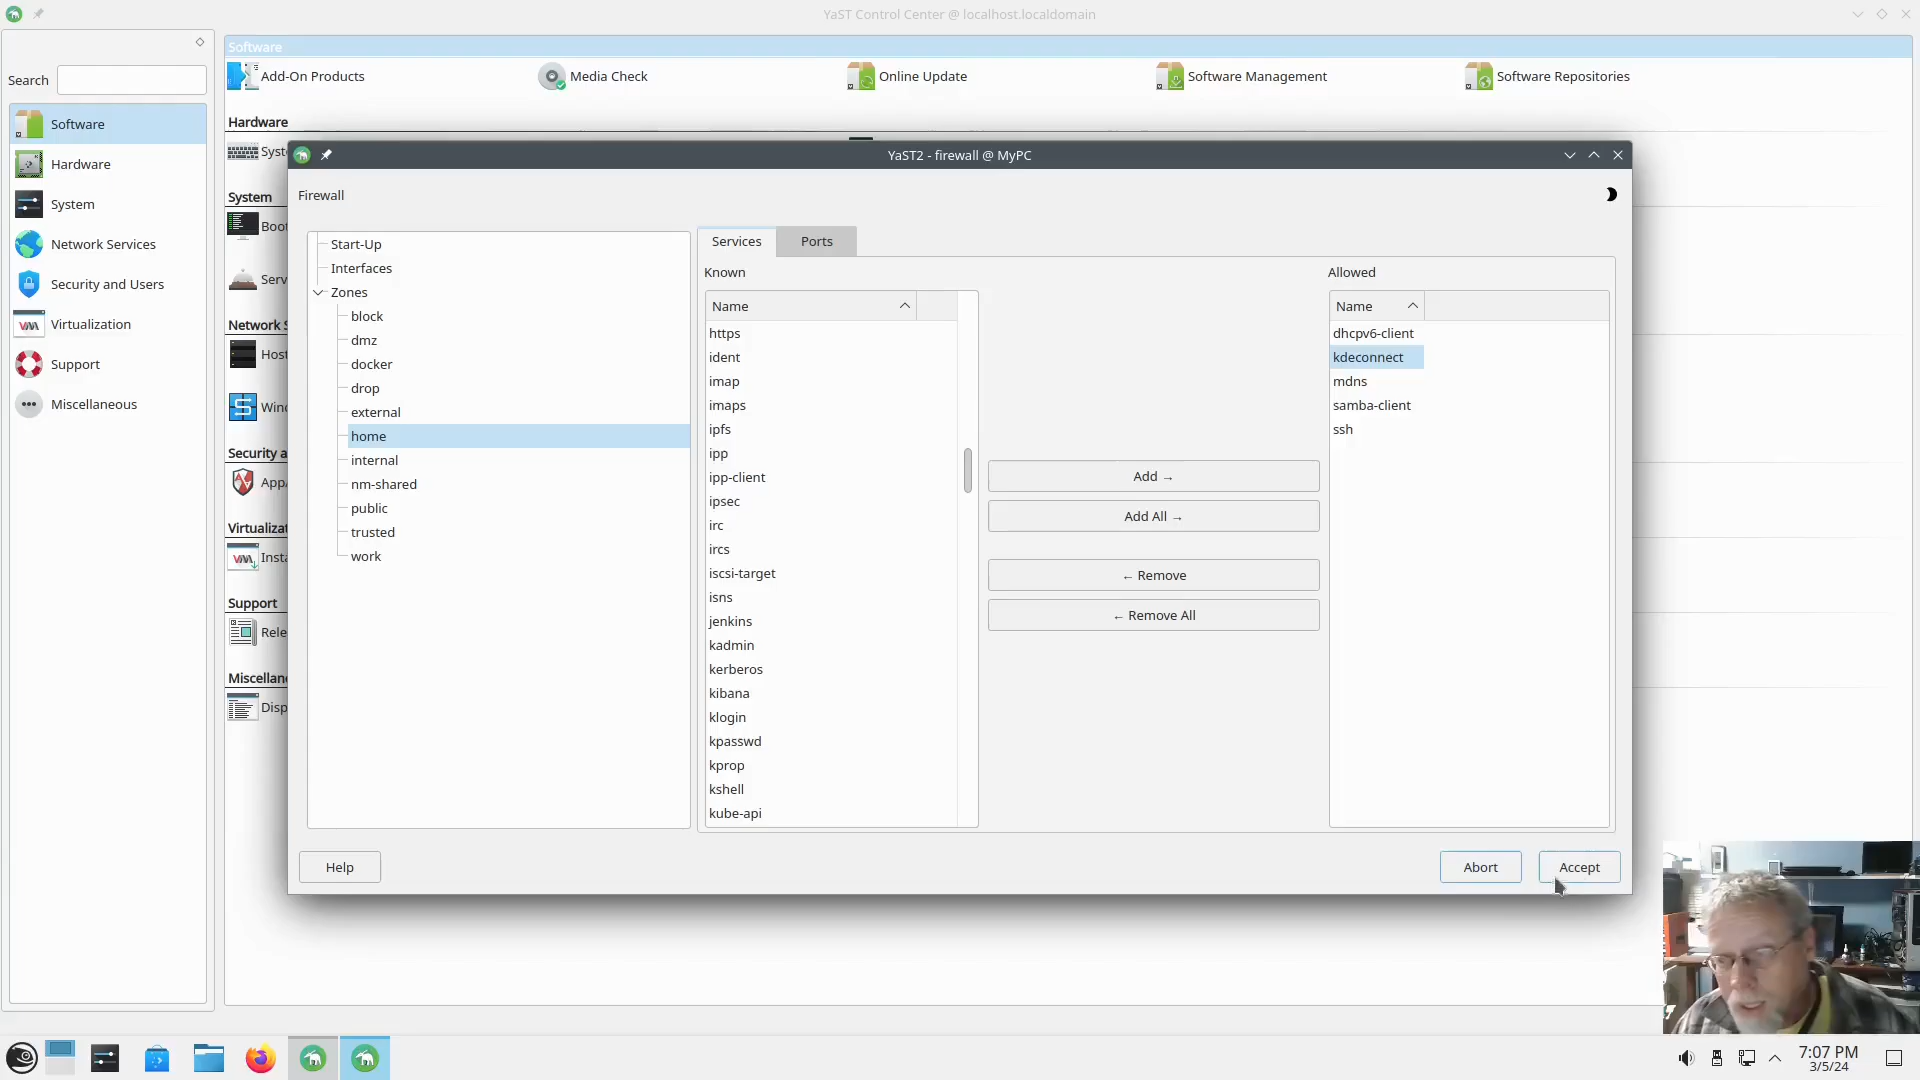 YaST Control Center @ localhost.localdomain
Search
Software
Hardware
System
Network Services
Security and Users
Virtualization
Support
Miscellaneous
Software
Add-On Products
Media Check
Online Update
Software Management
Software Repositories
Hardware
Syst
System
Boot
Serv
Network S
Host
Wind
Security a
App
Virtualizat
Insta
Support
Rele
Miscellan
Disp
YaST2 - firewall @ MyPC
Firewall
Start-Up
Interfaces
Zones
block
dmz
docker
drop
external
home
internal
nm-shared
public
trusted
work
Services
Ports
Known
Name
https
ident
imap
imaps
ipfs
ipp
ipp-client
ipsec
irc
ircs
iscsi-target
isns
jenkins
kadmin
kerberos
kibana
klogin
kpasswd
kprop
kshell
kube-api
Add →
Add All →
← Remove
← Remove All
Allowed
Name
dhcpv6-client
kdeconnect
mdns
samba-client
ssh
Help
Abort
Accept
7:07 PM
3/5/24